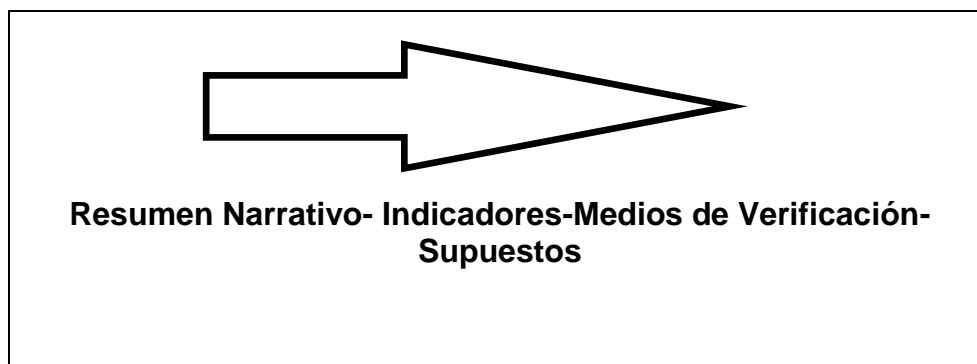 Resumen Narrativo- Indicadores-Medios de Verificación-
Supuestos